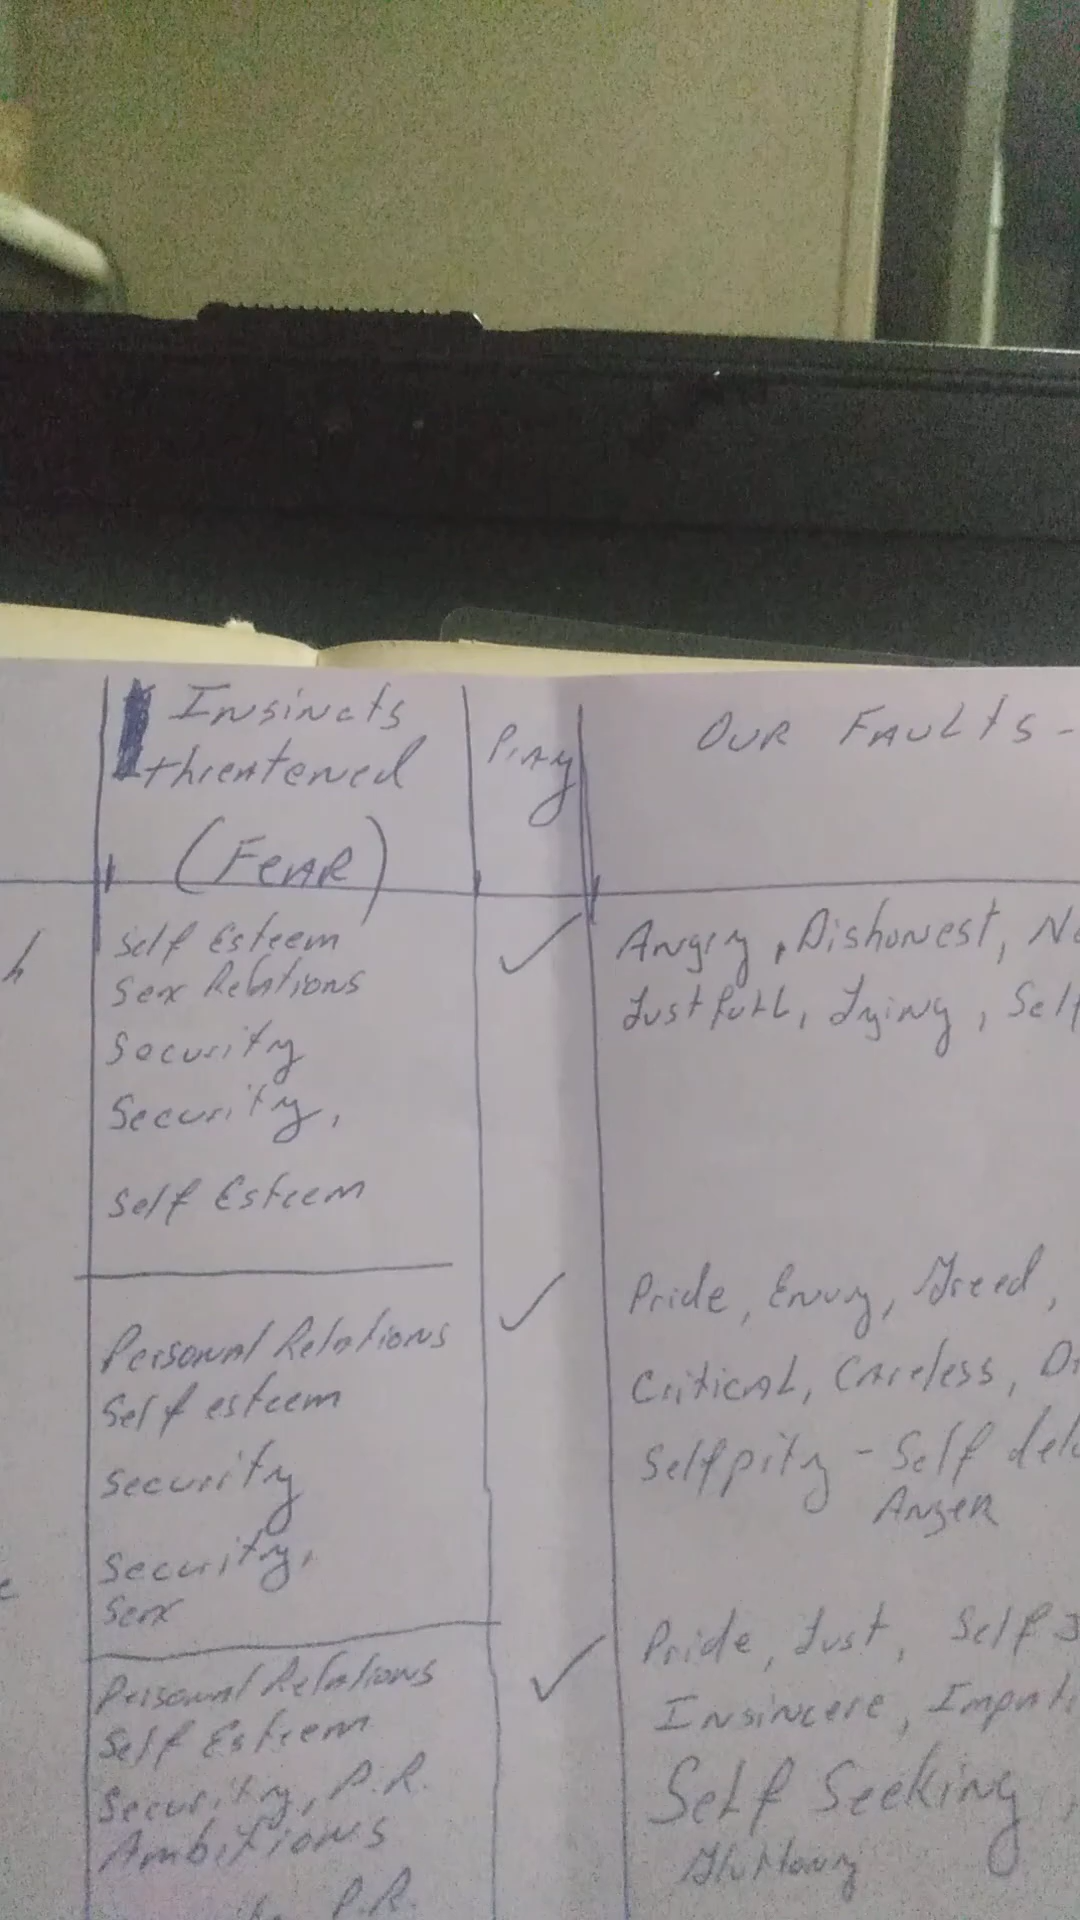 Insincts
threatened
(FeAR)
Pray
OUR FAULTS -
h
Self Esteem
Sex Relations
Security
Security,
Self Esteem
Angry, Dishonest,
Lustfull, Lying, Self
Personal Relations
Self esteem
Security
Security,
Sex
Pride, Envy, Greed,
Critical, Careless,
Selfpity - Self
Anger
Personal Relations
Self Esteem
Security, P.R.
Ambitions
P.R.
Pride, Lust, Self
Insincere,
Self Seeking,
Gluttony